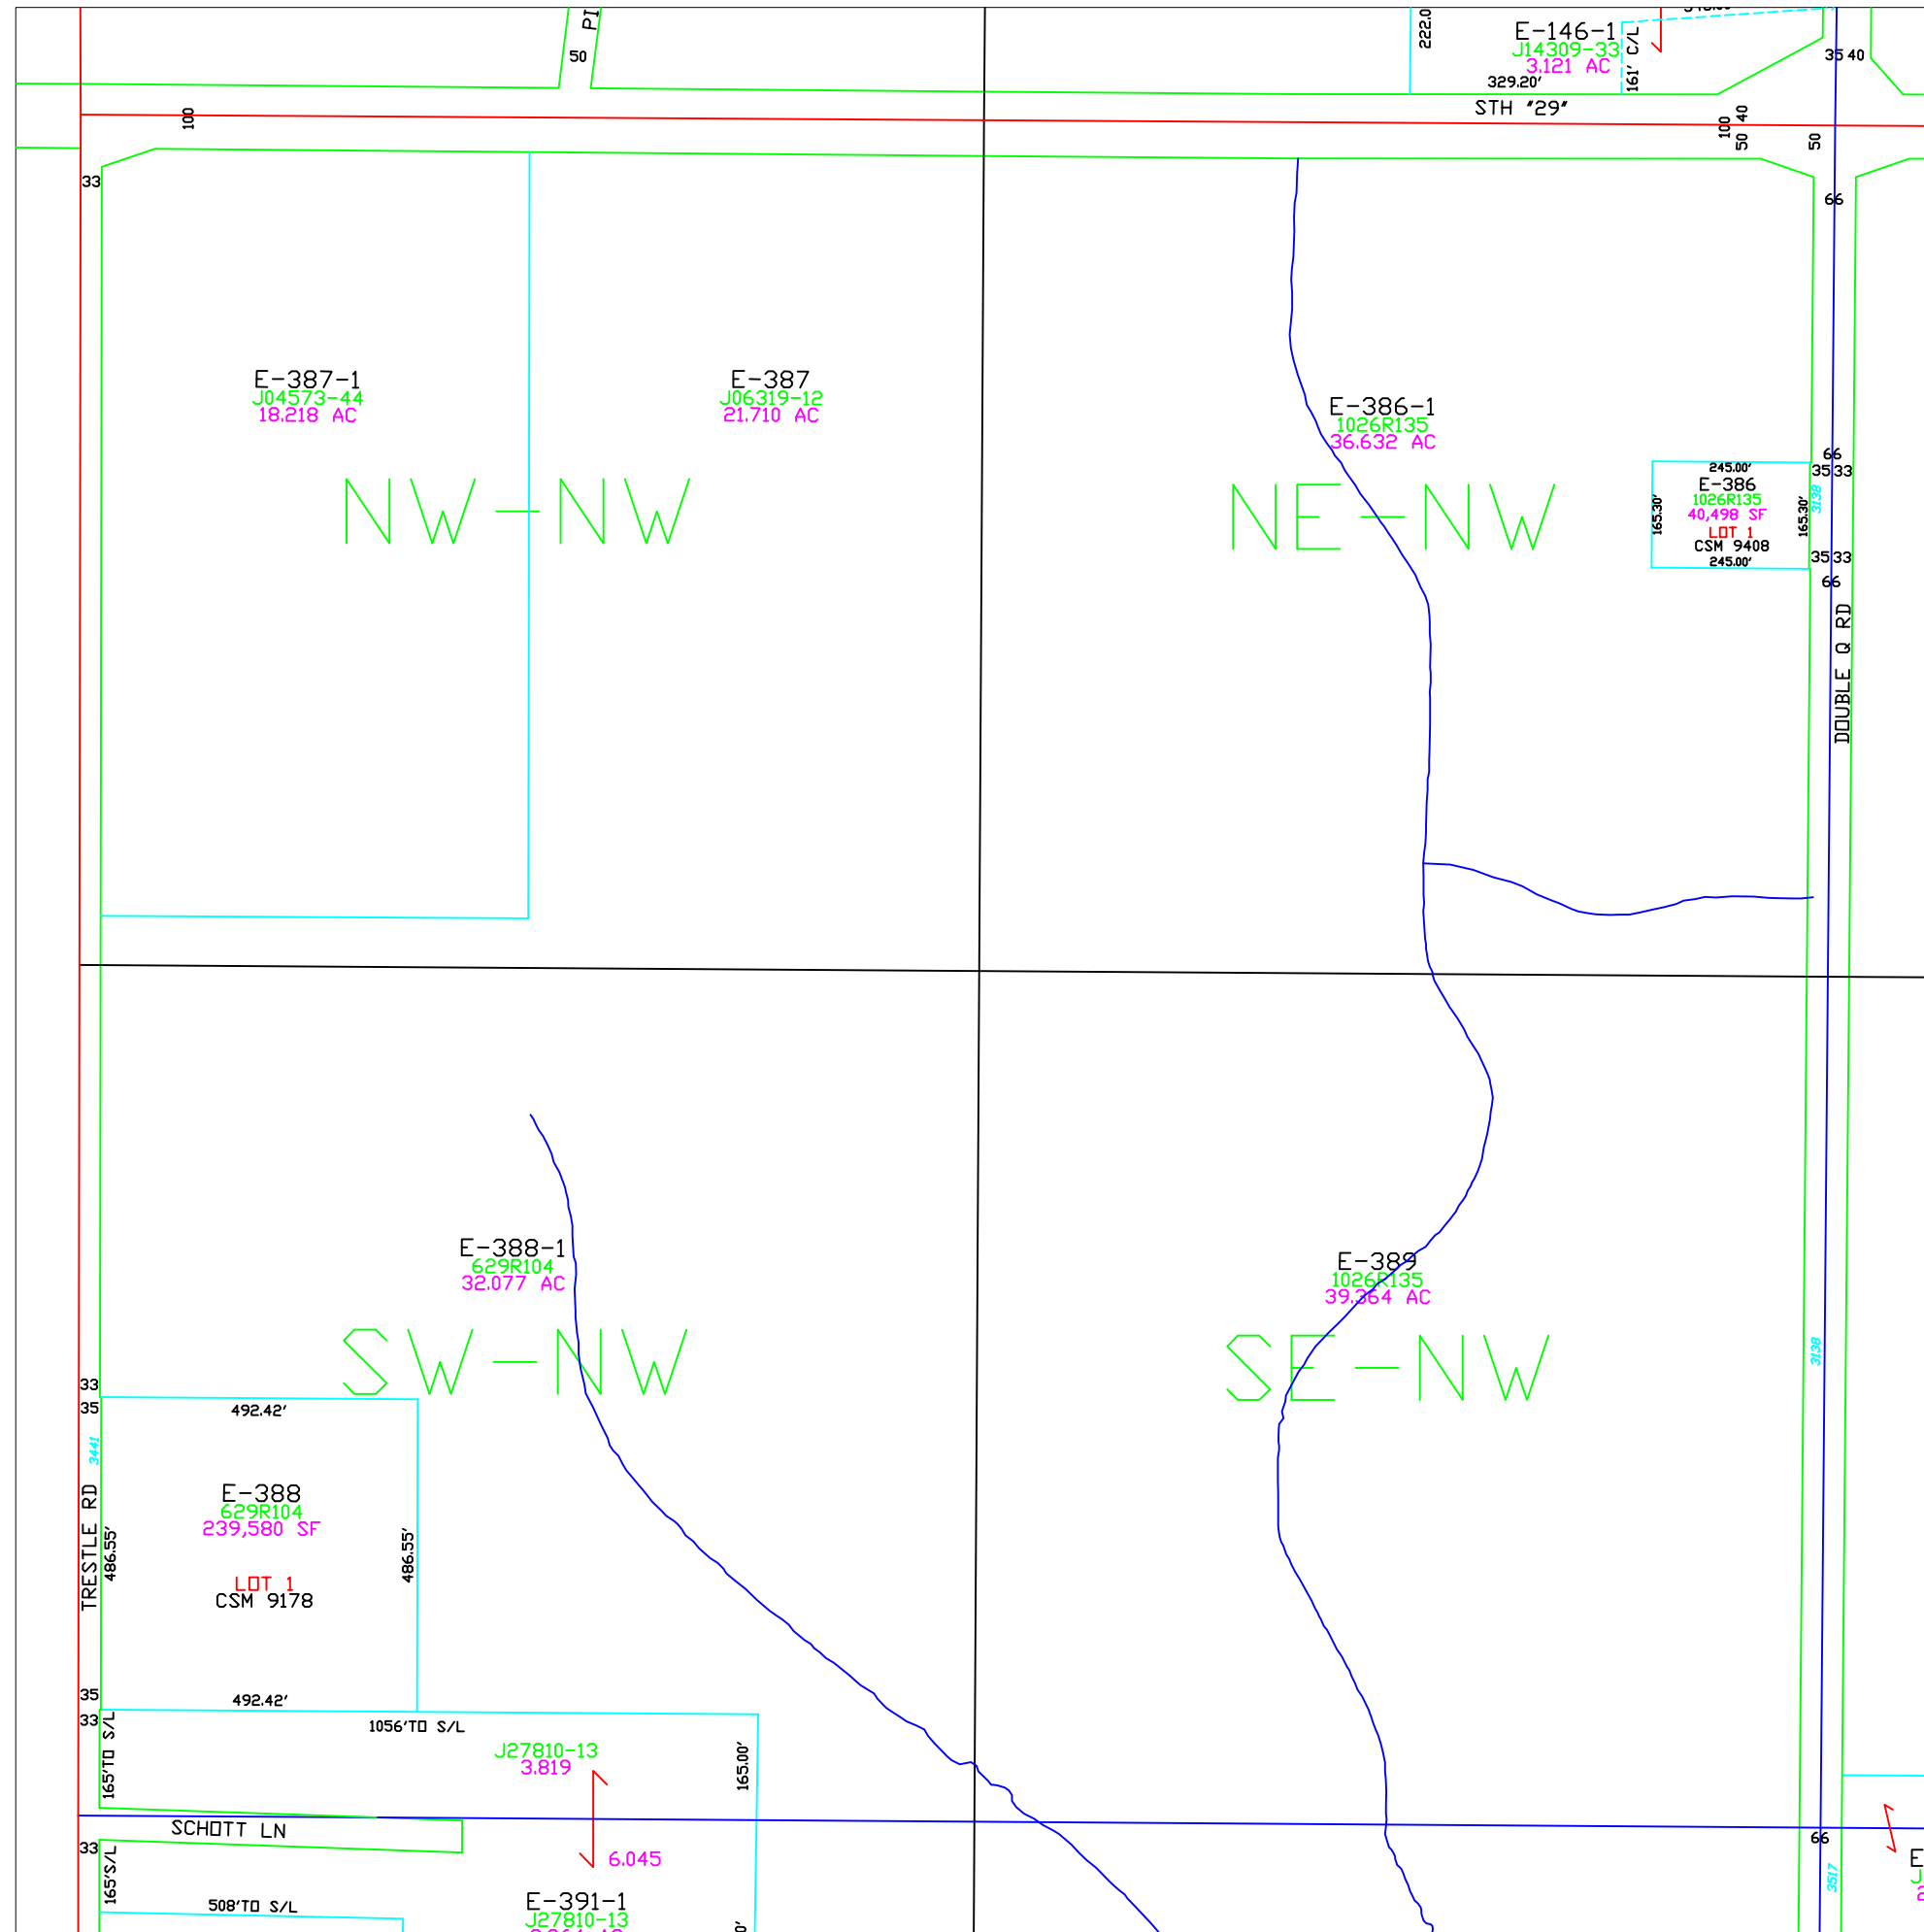 PI
50
222.0
E-146-1
J14309-33
3.121 AC
161' C/L
329.20'
35 40
STH "29"
100
100
50 40
50
33
66
E-387-1
J04573-44
18.218 AC
E-387
J06319-12
21.710 AC
E-386-1
1026R135
36.632 AC
NW-NW
NE-NW
66
35 33
245.00'
E-386
1026R135
40,498 SF
LOT 1
CSM 9408
245.00'
165.30'
165.30'
3138
35 33
66
DOUBLE Q RD
E-388-1
629R104
32.077 AC
E-389
1026R135
39.364 AC
SW-NW
SE-NW
3138
33
35
492.42'
3441
E-388
629R104
239,580 SF
LOT 1
CSM 9178
TRESTLE RD
486.55'
486.55'
35
492.42'
33
1056'TO S/L
165'TO S/L
J27810-13
3.819
165.00'
SCHOTT LN
33
165'S/L
6.045
66
3517
E-391-1
J27810-13
508'TO S/L